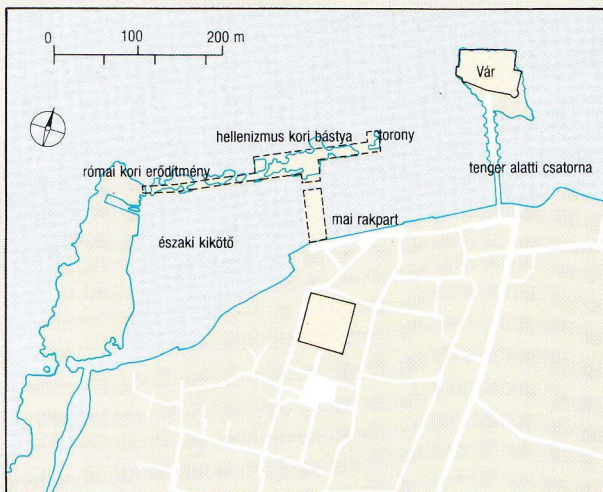 0 100 200 m
Vár
hellenizmus kori bástya
torony
római kori erődítmény
tenger alatti csatorna
mai rakpart
északi kikötő